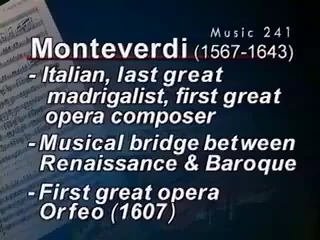 Music 241
Monteverdi (1567-1643)
- Italian, last great
madrigalist, first great
opera composer
- Musical bridge between
Renaissance & Baroque
- First great opera
Orfeo (1607)